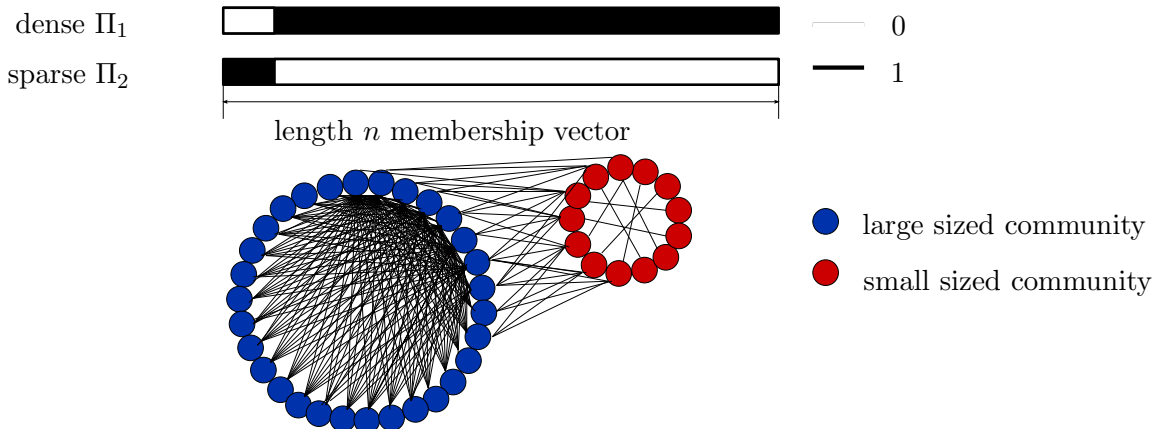 dense Π₁
0
sparse Π₂
1
length n membership vector
large sized community
small sized community